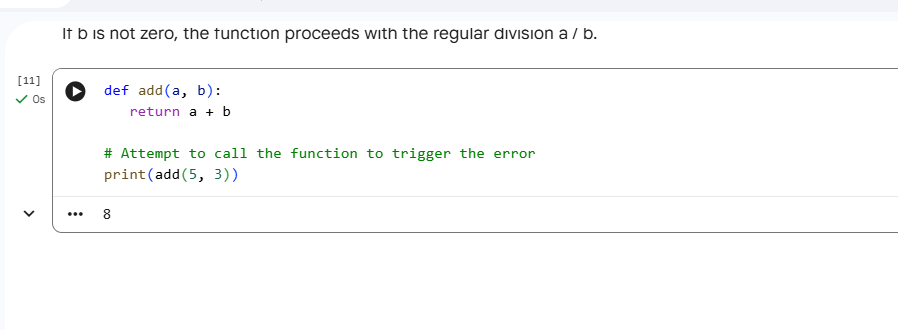 If b is not zero, the function proceeds with the regular division a / b.
[11]
0s
def add(a, b):
   return a + b
# Attempt to call the function to trigger the error
print(add(5, 3))
8